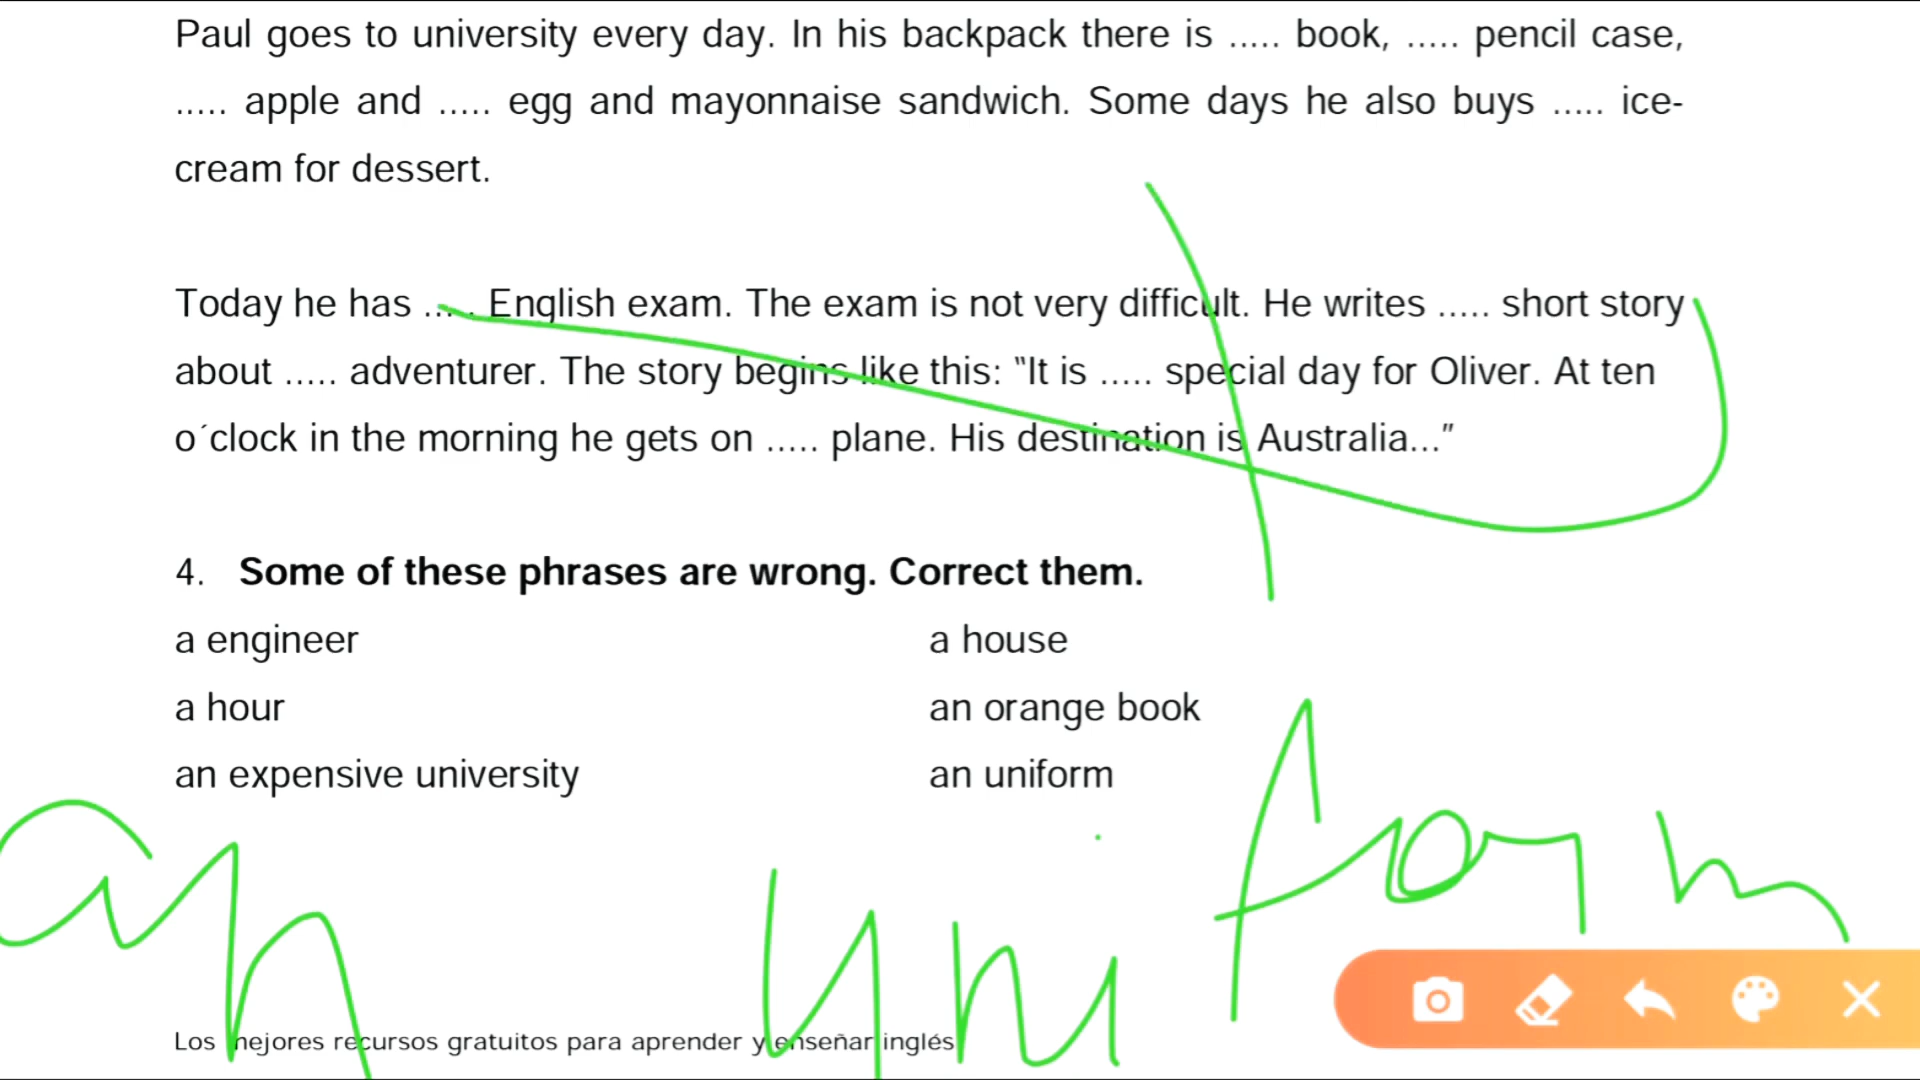 Paul goes to university every day. In his backpack there is ..... book, ..... pencil case,
..... apple and ..... egg and mayonnaise sandwich. Some days he also buys ..... ice-
cream for dessert.
Today he has ..... English exam. The exam is not very difficult. He writes ..... short story
about ..... adventurer. The story begins like this: “It is ..... special day for Oliver. At ten
o´clock in the morning he gets on ..... plane. His destination is Australia...”
4. Some of these phrases are wrong. Correct them.
a engineer a house
a hour an orange book
an expensive university an uniform
an uniform
Los mejores recursos gratuitos para aprender y enseñar inglés